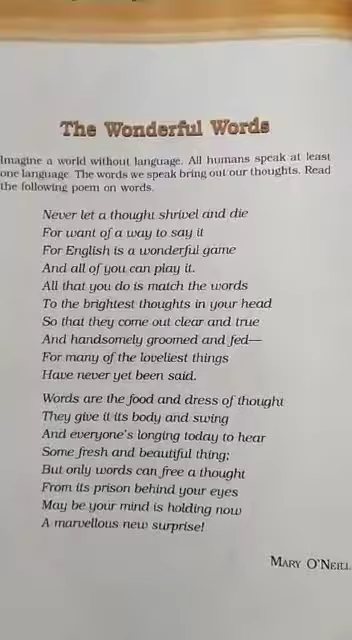 The Wonderful Words
Imagine a world without language. All humans speak at least
one language. The words we speak bring out our thoughts. Read
the following poem on words.
Never let a thought shrivel and die
For want of a way to say it
For English is a wonderful game
And all of you can play it.
All that you do is match the words
To the brightest thoughts in your head
So that they come out clear and true
And handsomely groomed and fed—
For many of the loveliest things
Have never yet been said.
Words are the food and dress of thought
They give it its body and swing
And everyone's longing today to hear
Some fresh and beautiful thing;
But only words can free a thought
From its prison behind your eyes
May be your mind is holding now
A marvellous new surprise!
MARY O'NEILL